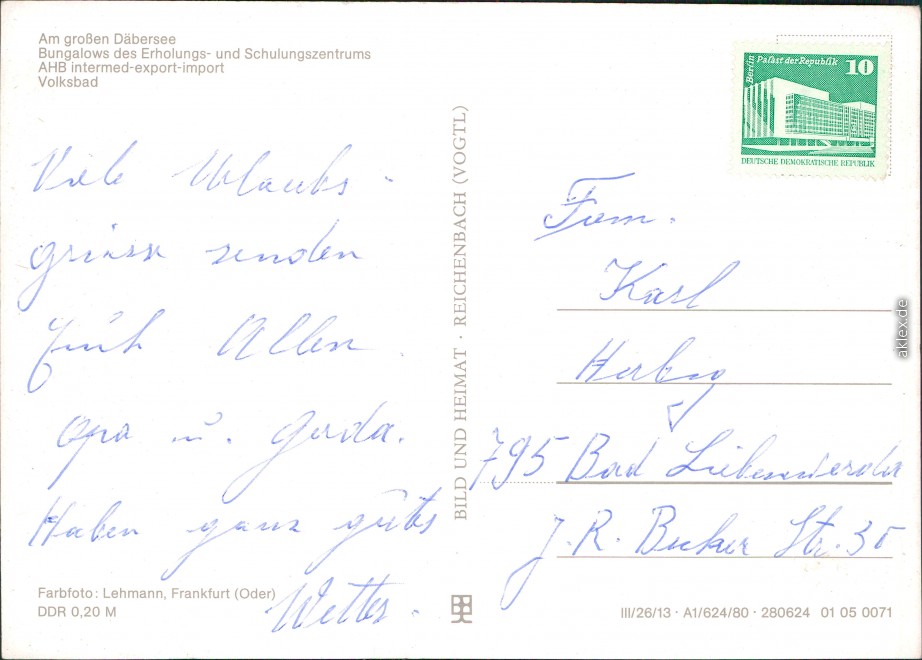 Am großen Däbersee
Bungalows des Erholungs- und Schulungszentrums
AHB intermed-export-import
Volksbad
Berlin Palast der Republik 10
DEUTSCHE DEMOKRATISCHE REPUBLIK
Viele Urlaubs-
grüsse senden
Euch Allen
Opa u. Gerda.
Haben ganz gutes
Wetter.
BILD UND HEIMAT · REICHENBACH (VOGTL)
Fam.
Karl
Herbig
795 Bad Liebenwerda
J. R. Becher Str. 35
Farbfoto: Lehmann, Frankfurt (Oder)
DDR 0,20 M
III/26/13 · A1/624/80 · 280624 01 05 0071
aklex.de